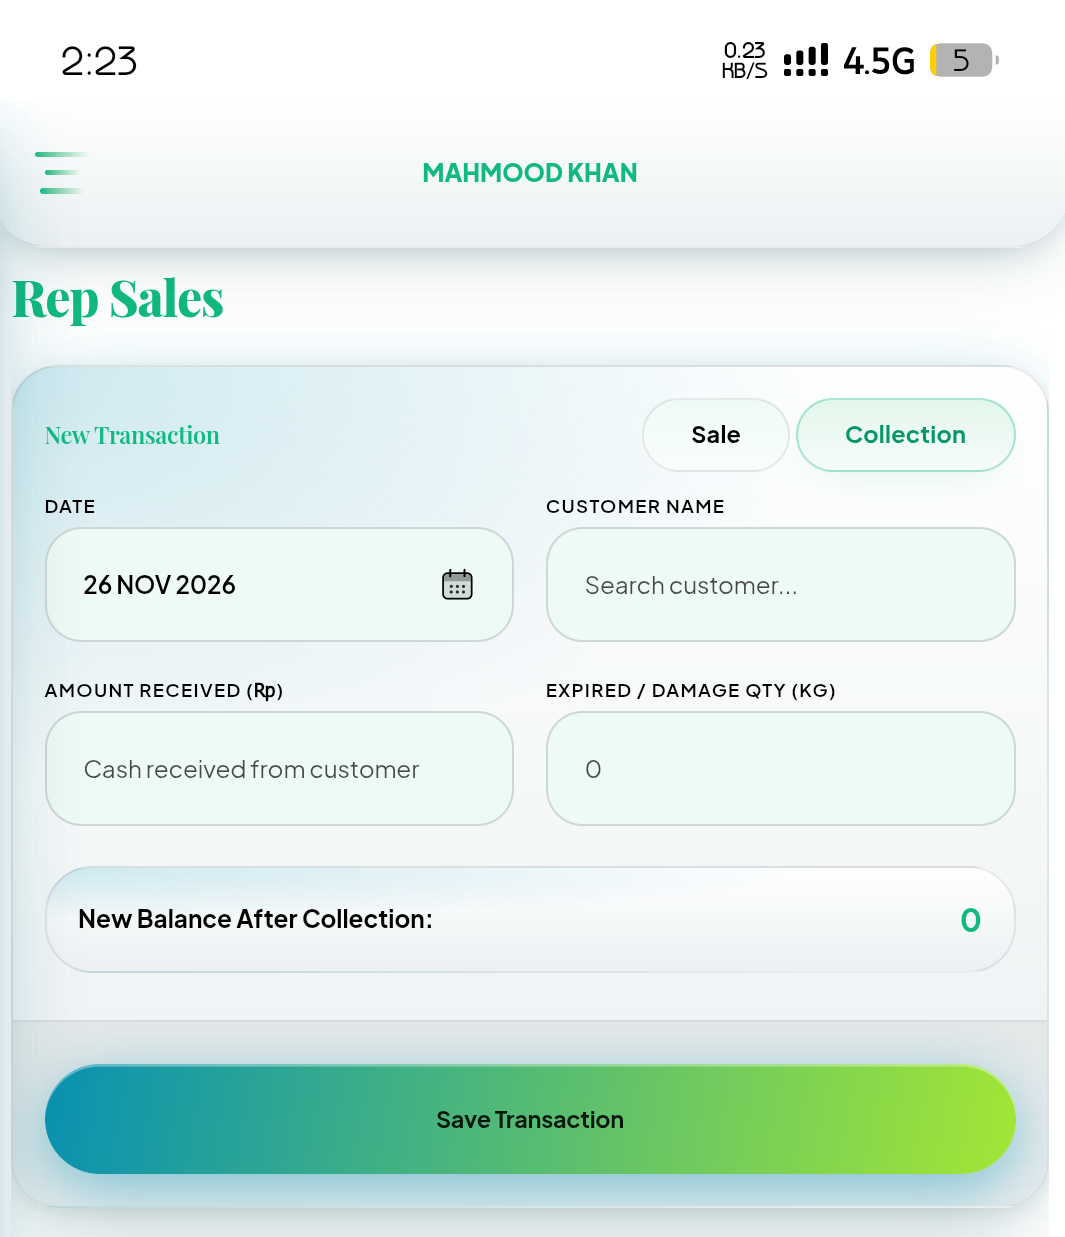 2:23
0.23
KB/S
4.5G
5
MAHMOOD KHAN
Rep Sales
New Transaction
Sale
Collection
DATE
CUSTOMER NAME
26 NOV 2026
Search customer...
AMOUNT RECEIVED (Rp)
EXPIRED / DAMAGE QTY (KG)
Cash received from customer
0
New Balance After Collection:
0
Save Transaction